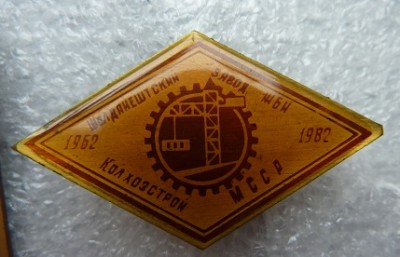 Шолданештский завод ЖБИ
1962 1982
Колхозстрой МССР